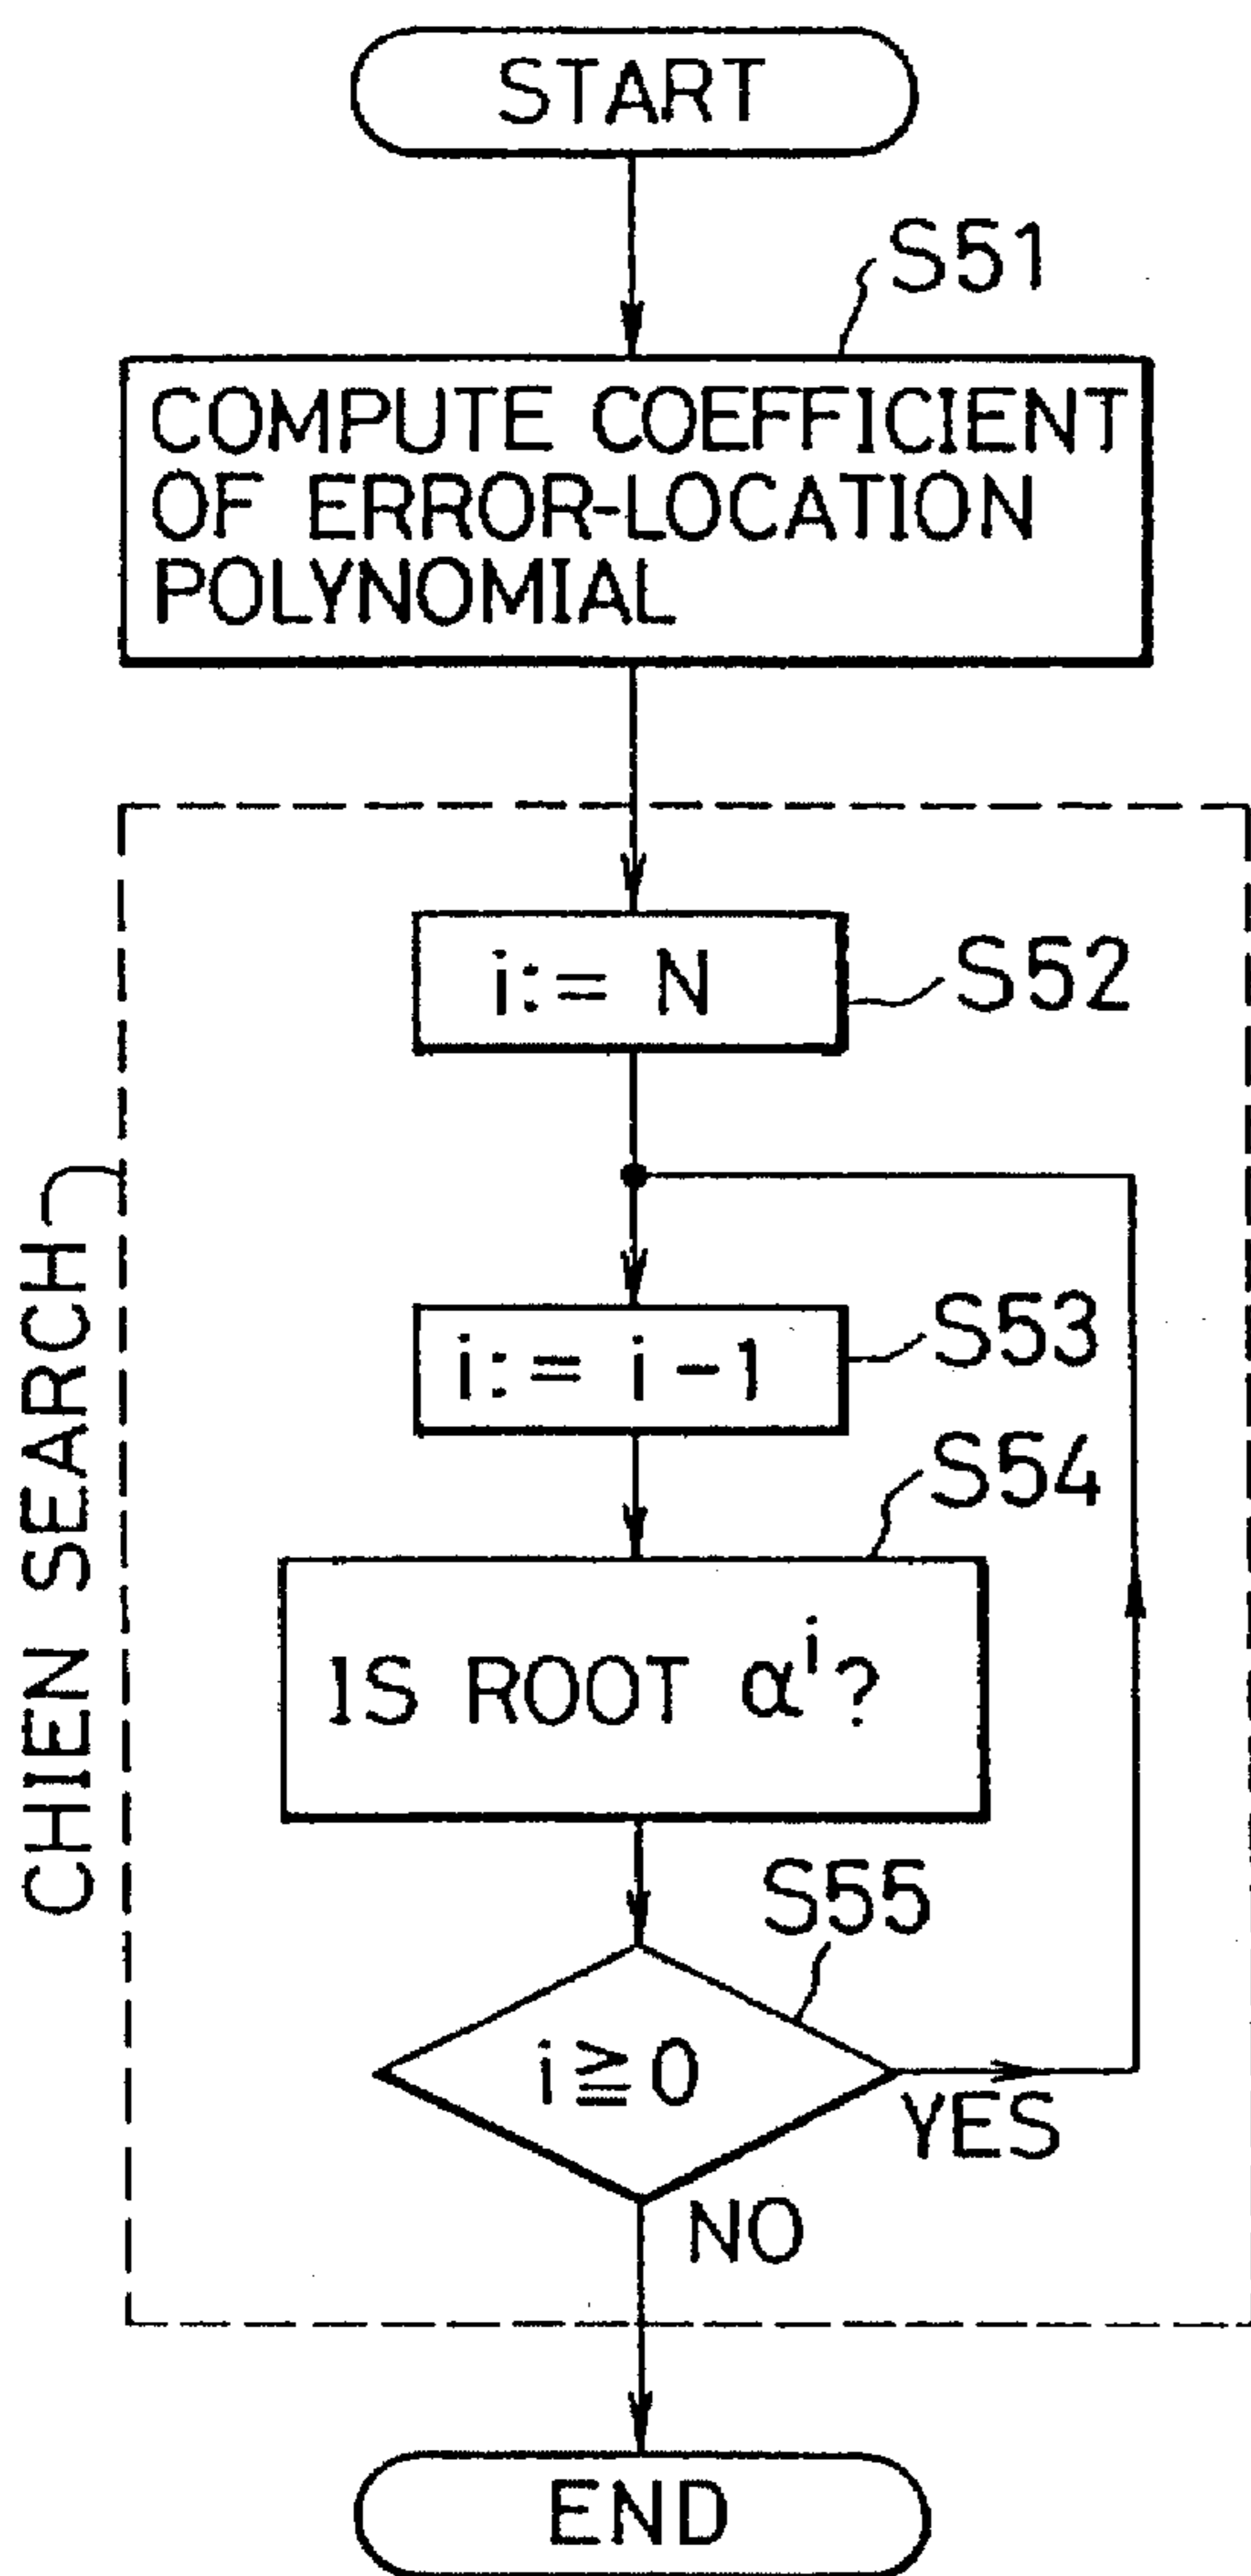 START
S51
COMPUTE COEFFICIENT
OF ERROR-LOCATION
POLYNOMIAL
CHIEN SEARCH
i:= N
S52
i:= i-1
S53
S54
IS ROOT αⁱ?
S55
i≧0
YES
NO
END